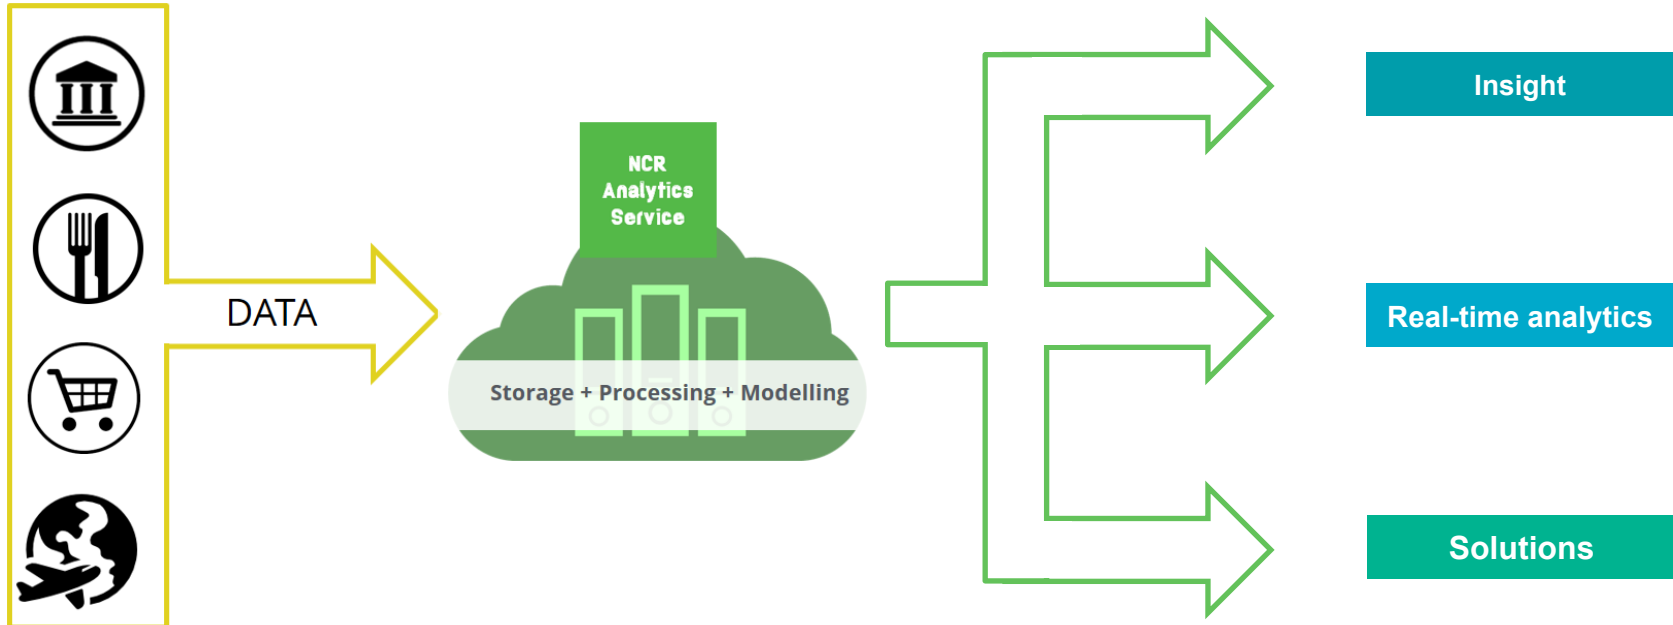 DATA
NCR
Analytics
Service
Storage + Processing + Modelling
Insight
Real-time analytics
Solutions